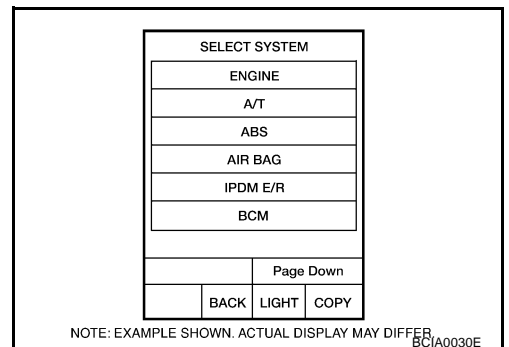 SELECT SYSTEM
ENGINE
A/T
ABS
AIR BAG
IPDM E/R
BCM
Page Down
BACK LIGHT COPY
NOTE: EXAMPLE SHOWN. ACTUAL DISPLAY MAY DIFFER.
BCIA0030E